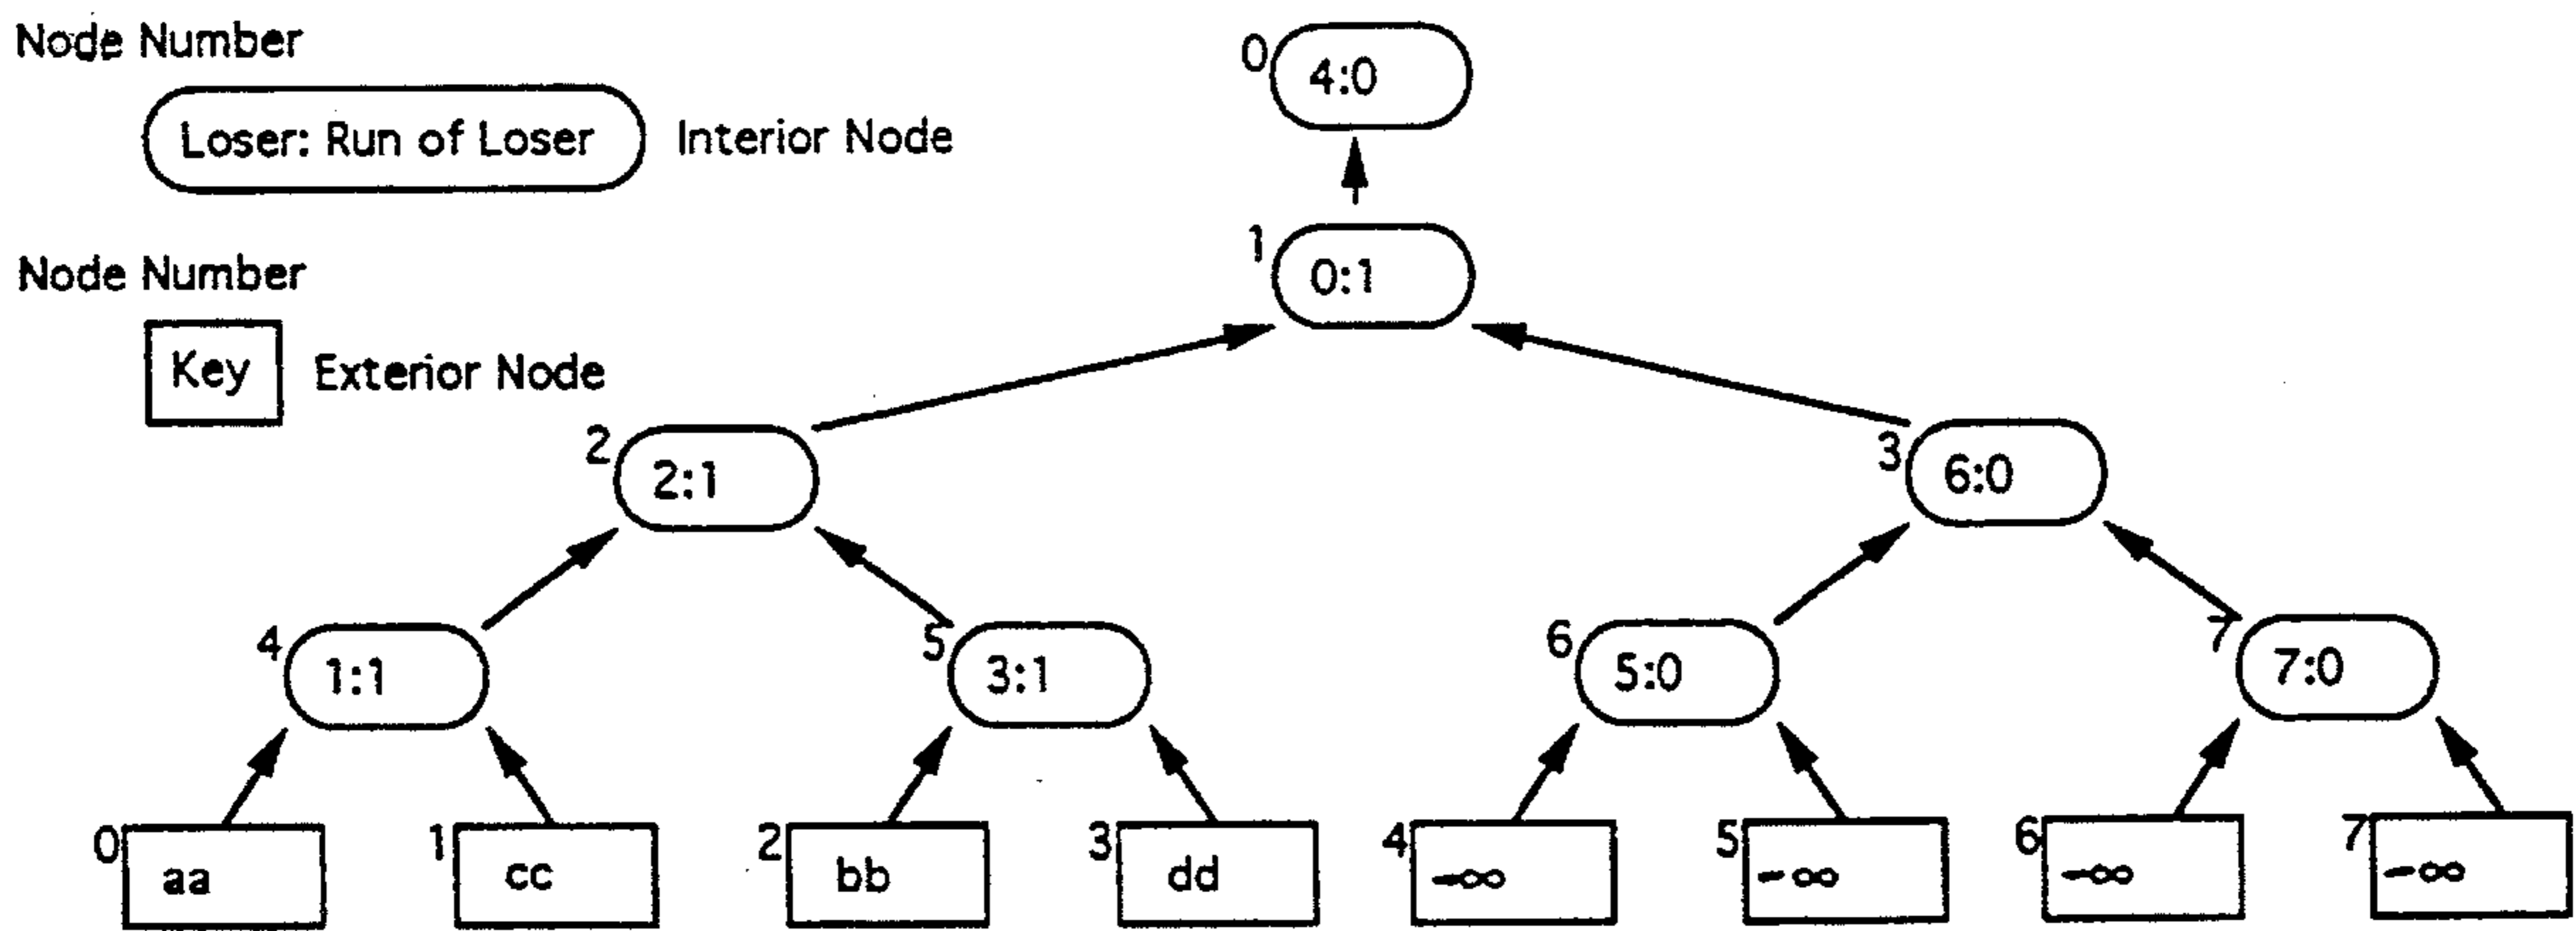 Node Number
Loser: Run of Loser
Interior Node
Node Number
Key
Exterior Node
0
4:0
1
0:1
2
2:1
3
6:0
4
1:1
5
3:1
6
5:0
7
7:0
0
aa
1
cc
2
bb
3
dd
4
-∞
5
-∞
6
-∞
7
-∞